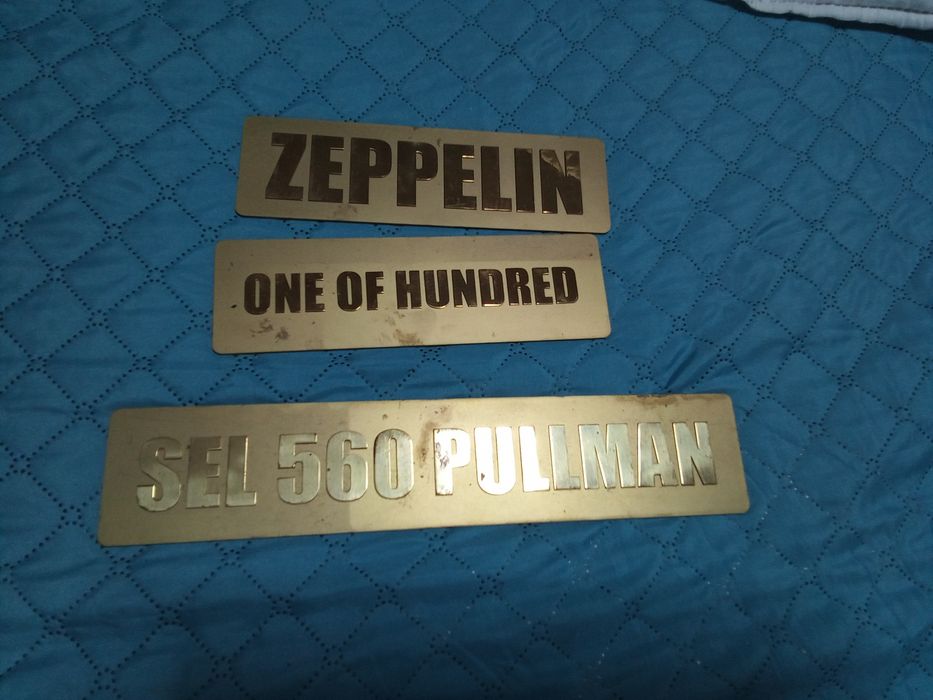 ZEPPELIN
ONE OF HUNDRED
SEL 560 PULLMAN